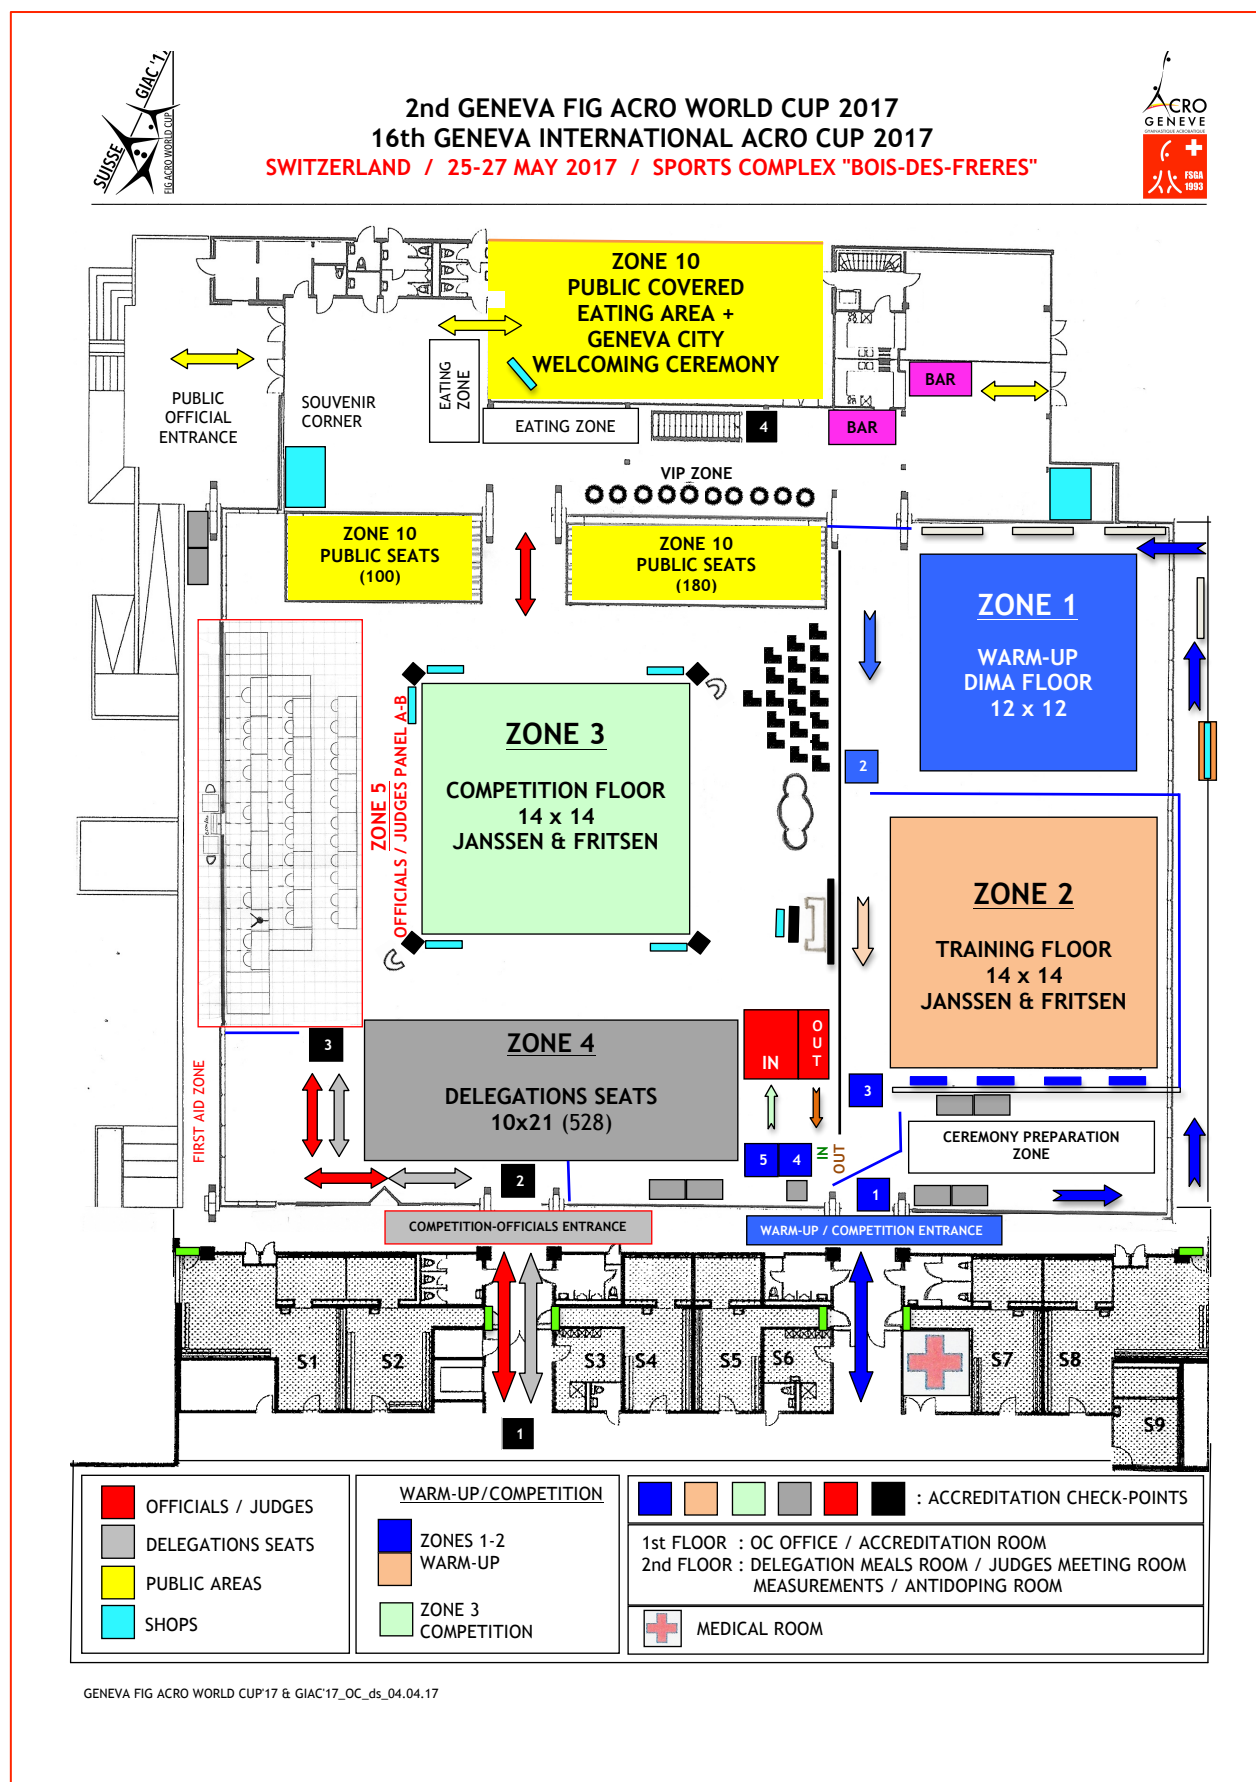 SUISSE
GIAC '17
FIG ACRO WORLD CUP
2nd GENEVA FIG ACRO WORLD CUP 2017
16th GENEVA INTERNATIONAL ACRO CUP 2017
SWITZERLAND / 25-27 MAY 2017 / SPORTS COMPLEX "BOIS-DES-FRERES"
ACRO
GENEVE
GYMNASTIQUE ACROBATIQUE
FSGA
1993
ZONE 10
PUBLIC COVERED
EATING AREA +
GENEVA CITY
WELCOMING CEREMONY
PUBLIC
OFFICIAL
ENTRANCE
SOUVENIR
CORNER
EATING
ZONE
EATING ZONE
4
BAR
BAR
VIP ZONE
ZONE 10
PUBLIC SEATS
(100)
ZONE 10
PUBLIC SEATS
(180)
ZONE 1
WARM-UP
DIMA FLOOR
12 x 12
2
ZONE 5
OFFICIALS / JUDGES PANEL A-B
ZONE 3
COMPETITION FLOOR
14 x 14
JANSSEN & FRITSEN
ZONE 2
TRAINING FLOOR
14 x 14
JANSSEN & FRITSEN
3
FIRST AID ZONE
ZONE 4
DELEGATIONS SEATS
10x21 (528)
IN
OUT
3
5
4
IN
OUT
CEREMONY PREPARATION
ZONE
2
1
COMPETITION-OFFICIALS ENTRANCE
WARM-UP / COMPETITION ENTRANCE
S1
S2
S3
S4
S5
S6
S7
S8
S9
1
OFFICIALS / JUDGES
DELEGATIONS SEATS
PUBLIC AREAS
SHOPS
WARM-UP/COMPETITION
ZONES 1-2
WARM-UP
ZONE 3
COMPETITION
: ACCREDITATION CHECK-POINTS
1st FLOOR : OC OFFICE / ACCREDITATION ROOM
2nd FLOOR : DELEGATION MEALS ROOM / JUDGES MEETING ROOM
MEASUREMENTS / ANTIDOPING ROOM
MEDICAL ROOM
GENEVA FIG ACRO WORLD CUP'17 & GIAC'17_OC_ds_04.04.17